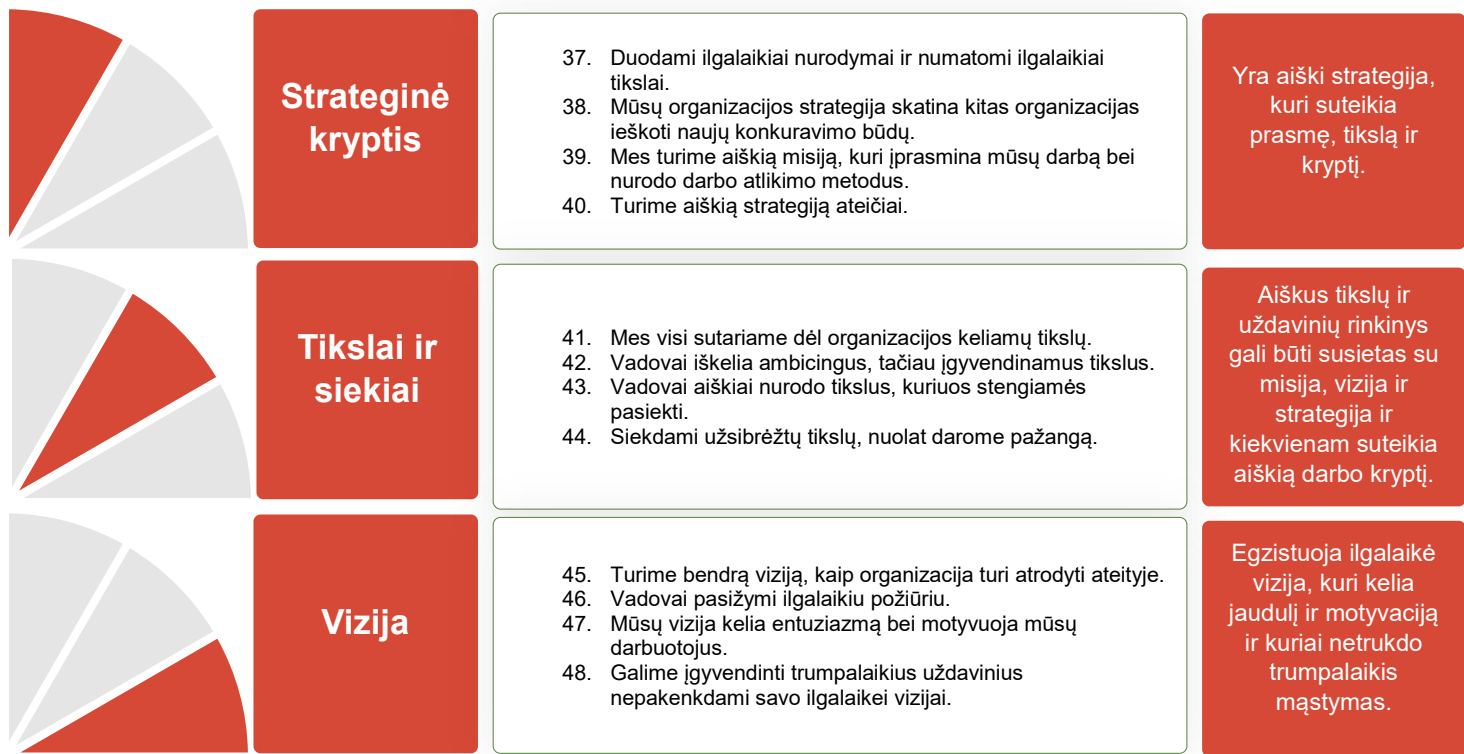 Strateginė
kryptis
37. Duodami ilgalaikiai nurodymai ir numatomi ilgalaikiai
tikslai.
38. Mūsų organizacijos strategija skatina kitas organizacijas
ieškoti naujų konkuravimo būdų.
39. Mes turime aiškią misiją, kuri įprasmina mūsų darbą bei
nurodo darbo atlikimo metodus.
40. Turime aiškią strategiją ateičiai.
Yra aiški strategija,
kuri suteikia
prasmę, tikslą ir
kryptį.
Tikslai ir
siekiai
41. Mes visi sutariame dėl organizacijos keliamų tikslų.
42. Vadovai iškelia ambicingus, tačiau įgyvendinamus tikslus.
43. Vadovai aiškiai nurodo tikslus, kuriuos stengiamės
pasiekti.
44. Siekdami užsibrėžtų tikslų, nuolat darome pažangą.
Aiškus tikslų ir
uždavinių rinkinys
gali būti susietas su
misija, vizija ir
strategija ir
kiekvienam suteikia
aiškią darbo kryptį.
Vizija
45. Turime bendrą viziją, kaip organizacija turi atrodyti ateityje.
46. Vadovai pasižymi ilgalaikiu požiūriu.
47. Mūsų vizija kelia entuziazmą bei motyvuoja mūsų
darbuotojus.
48. Galime įgyvendinti trumpalaikius uždavinius
nepakenkdami savo ilgalaikei vizijai.
Egzistuoja ilgalaikė
vizija, kuri kelia
jaudulį ir motyvaciją
ir kuriai netrukdo
trumpalaikis
mąstymas.